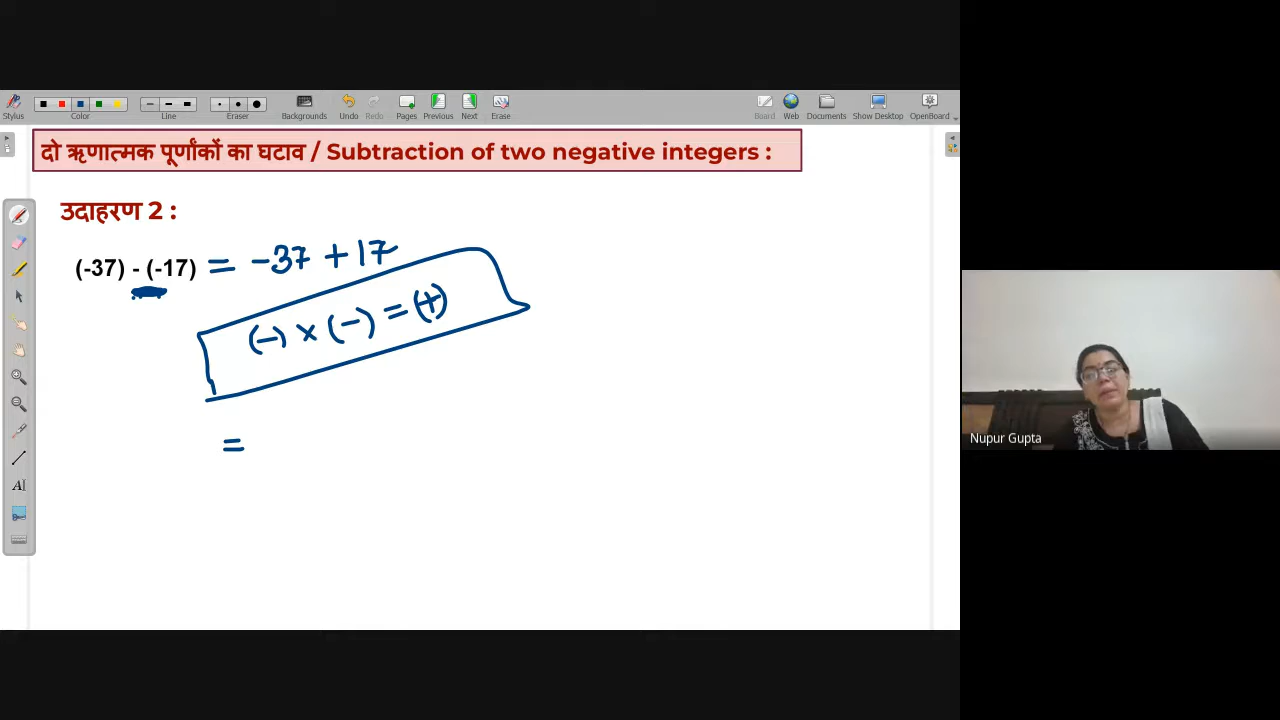 Stylus Color Line Eraser Backgrounds Undo Redo Pages Previous Next Erase Board Web Documents Show Desktop OpenBoard
दो ऋणात्मक पूर्णांकों का घटाव / Subtraction of two negative integers :
उदाहरण 2 :
(-37) - (-17) = -37 + 17
(-) × (-) = (+)
=
Nupur Gupta